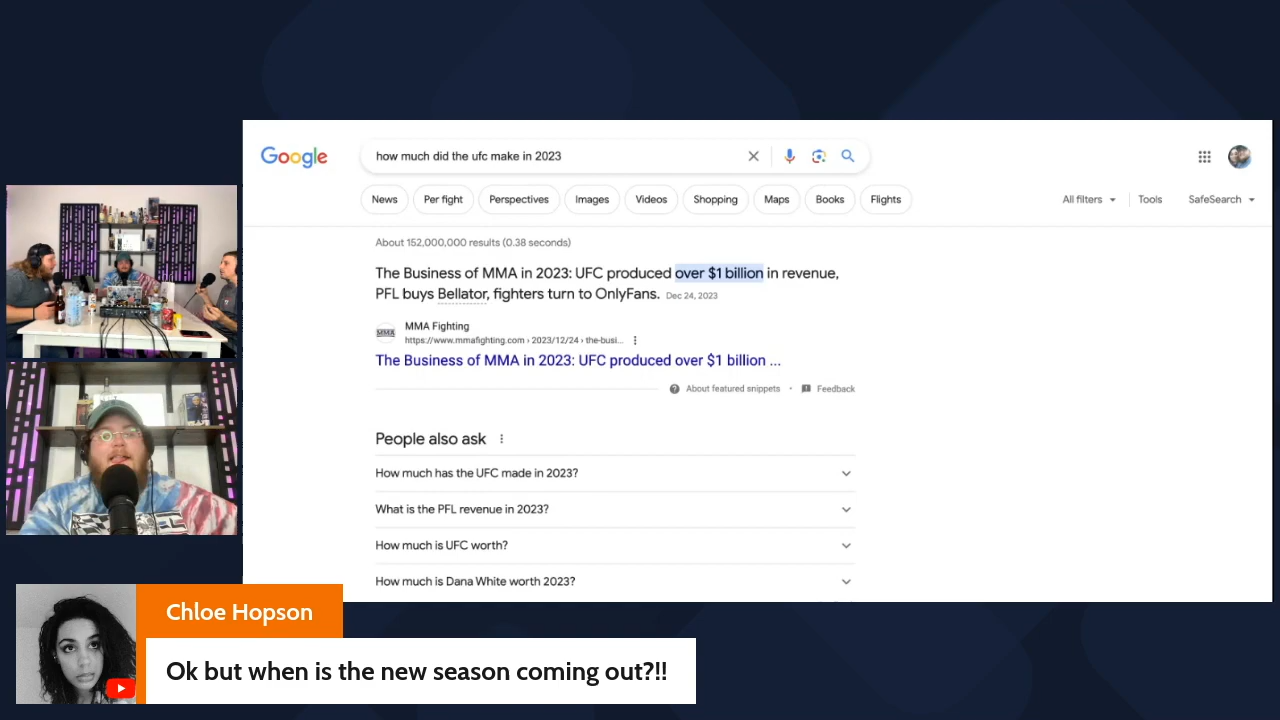 Google
how much did the ufc make in 2023
News Per fight Perspectives Images Videos Shopping Maps Books Flights All filters Tools SafeSearch
About 152,000,000 results (0.38 seconds)
The Business of MMA in 2023: UFC produced over $1 billion in revenue,
PFL buys Bellator, fighters turn to OnlyFans. Dec 24, 2023
MMA
MMA Fighting
https://www.mmafighting.com › 2023/12/24 › the-busi...
The Business of MMA in 2023: UFC produced over $1 billion ...
About featured snippets • Feedback
People also ask
How much has the UFC made in 2023?
What is the PFL revenue in 2023?
How much is UFC worth?
How much is Dana White worth 2023?
Chloe Hopson
Ok but when is the new season coming out?!!